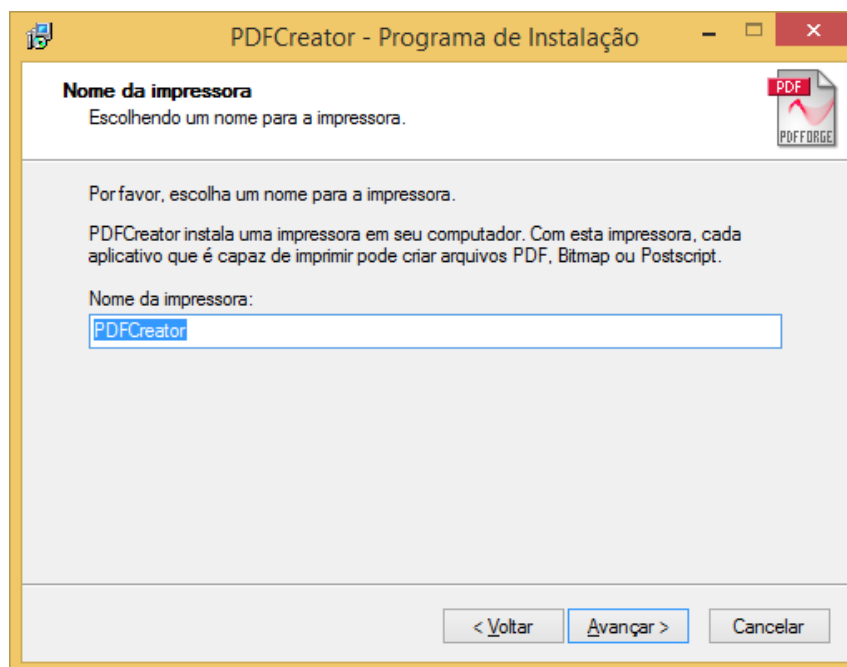 PDFCreator - Programa de Instalação
Nome da impressora
Escolhendo um nome para a impressora.
PDF
PDFFORGE
Por favor, escolha um nome para a impressora.
PDFCreator instala uma impressora em seu computador. Com esta impressora, cada
aplicativo que é capaz de imprimir pode criar arquivos PDF, Bitmap ou Postscript.
Nome da impressora:
PDFCreator
< Voltar
Avançar >
Cancelar